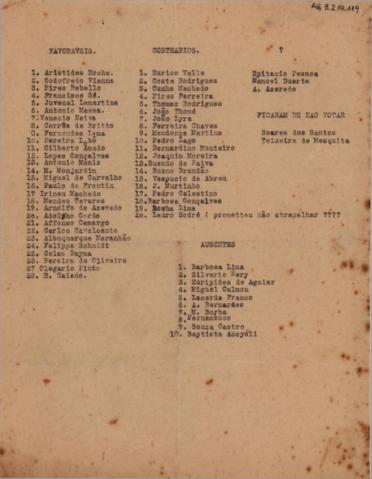 AG 3.2.14.119
FAVORAVEIS.
1. Aristides Rocha.
2. Godofredo Vianna
3. Pires Rebello
4. Francisco Sá.
5. Juvenal Lamartine
6. Antonio Massa.
7. Venancio Neiva
8. Corrêa de Britto
9. Fernandes Lima
10. Pereira Lobo
11. Gilberto Amado
12. Lopes Gonçalves
13. Antonio Moniz
14. M. Monjardin
15. Miguel de Carvalho
16. Paulo de Frontin
17 Irineu Machado
18. Mendes Tavares
19. Arnolfo de Azevedo
20. Adolpho Gordo
21. Affonso Camargo
22. Carlos Cavalcante
23. Albuquerque Maranhão
24. Felippe Schmidt
25. Celso Bayma
26. Pereira de Oliveira
27 Olegario Pinto
28. R. Caiado.
CONTRARIOS.
1. Eurico Valle
2. Costa Rodrigues
3. Cunha Machado
4. Pires Ferreira
5. Thomaz Rodrigues
6. João Thomé
7. João Lyra
8. Ferreira Chaves
9. Mendonça Martins
10. Pedro Lago
11. Bernardino Monteiro
12. Joaquim Moreira
13. Bueno de Paiva
14. Bueno Brandão
15. Vespucio de Abreu
16. J. Murtinho
17. Pedro Celestino
18. Barbosa Gonçalves
19. Rocha Lima
20. Lauro Sodré ( prometteu não atrapalhar ????
AUSENTES
1. Barbosa Lima
2. Silverio Nery
3. Euripides de Aguiar
4. Miguel Calmon
5. Lacerda Franco
6. A. Bernardes
7. M. Borba
8. Pernambuco
9. Souza Castro
10. Baptista Accyoli
?
Epitacio Pessoa
Manoel Duarte
A. Azeredo
FICARAM DE NAO VOTAR
Soares dos Santos
Teixeira de Mesquita